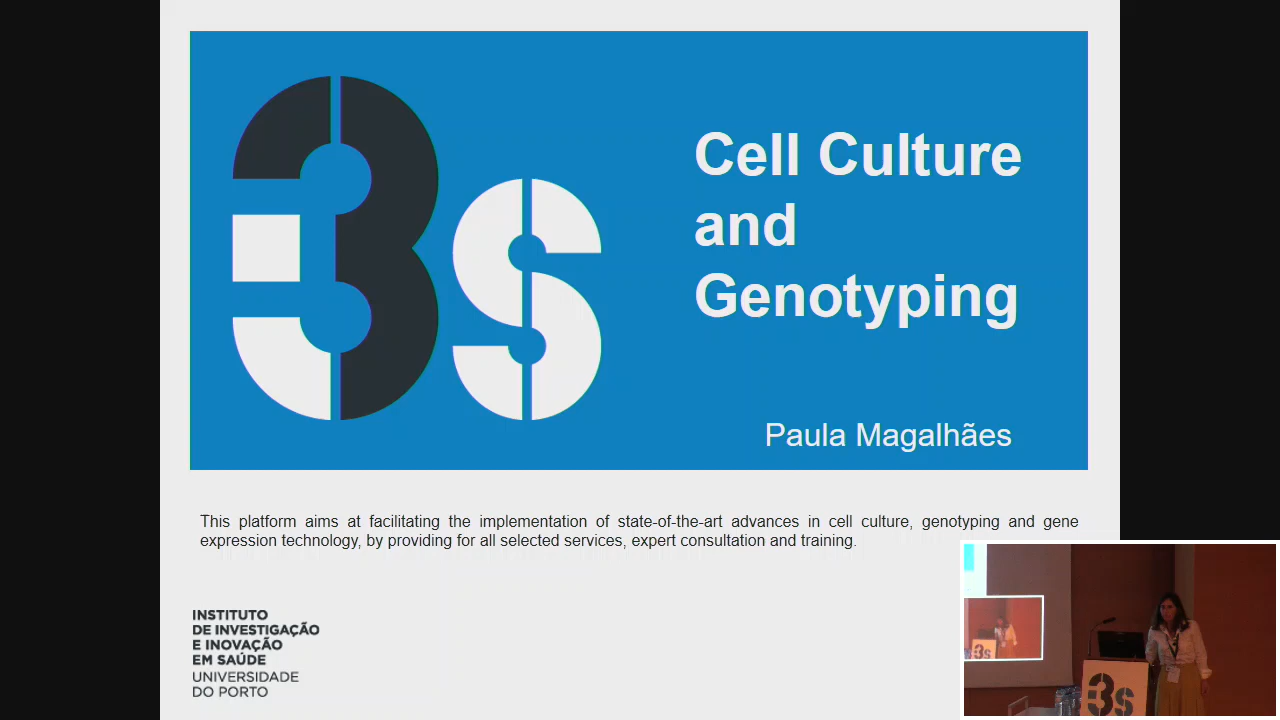 i3s
Cell Culture
and
Genotyping
Paula Magalhães
This platform aims at facilitating the implementation of state-of-the-art advances in cell culture, genotyping and gene
expression technology, by providing for all selected services, expert consultation and training.
INSTITUTO
DE INVESTIGAÇÃO
E INOVAÇÃO
EM SAÚDE
UNIVERSIDADE
DO PORTO
i3s